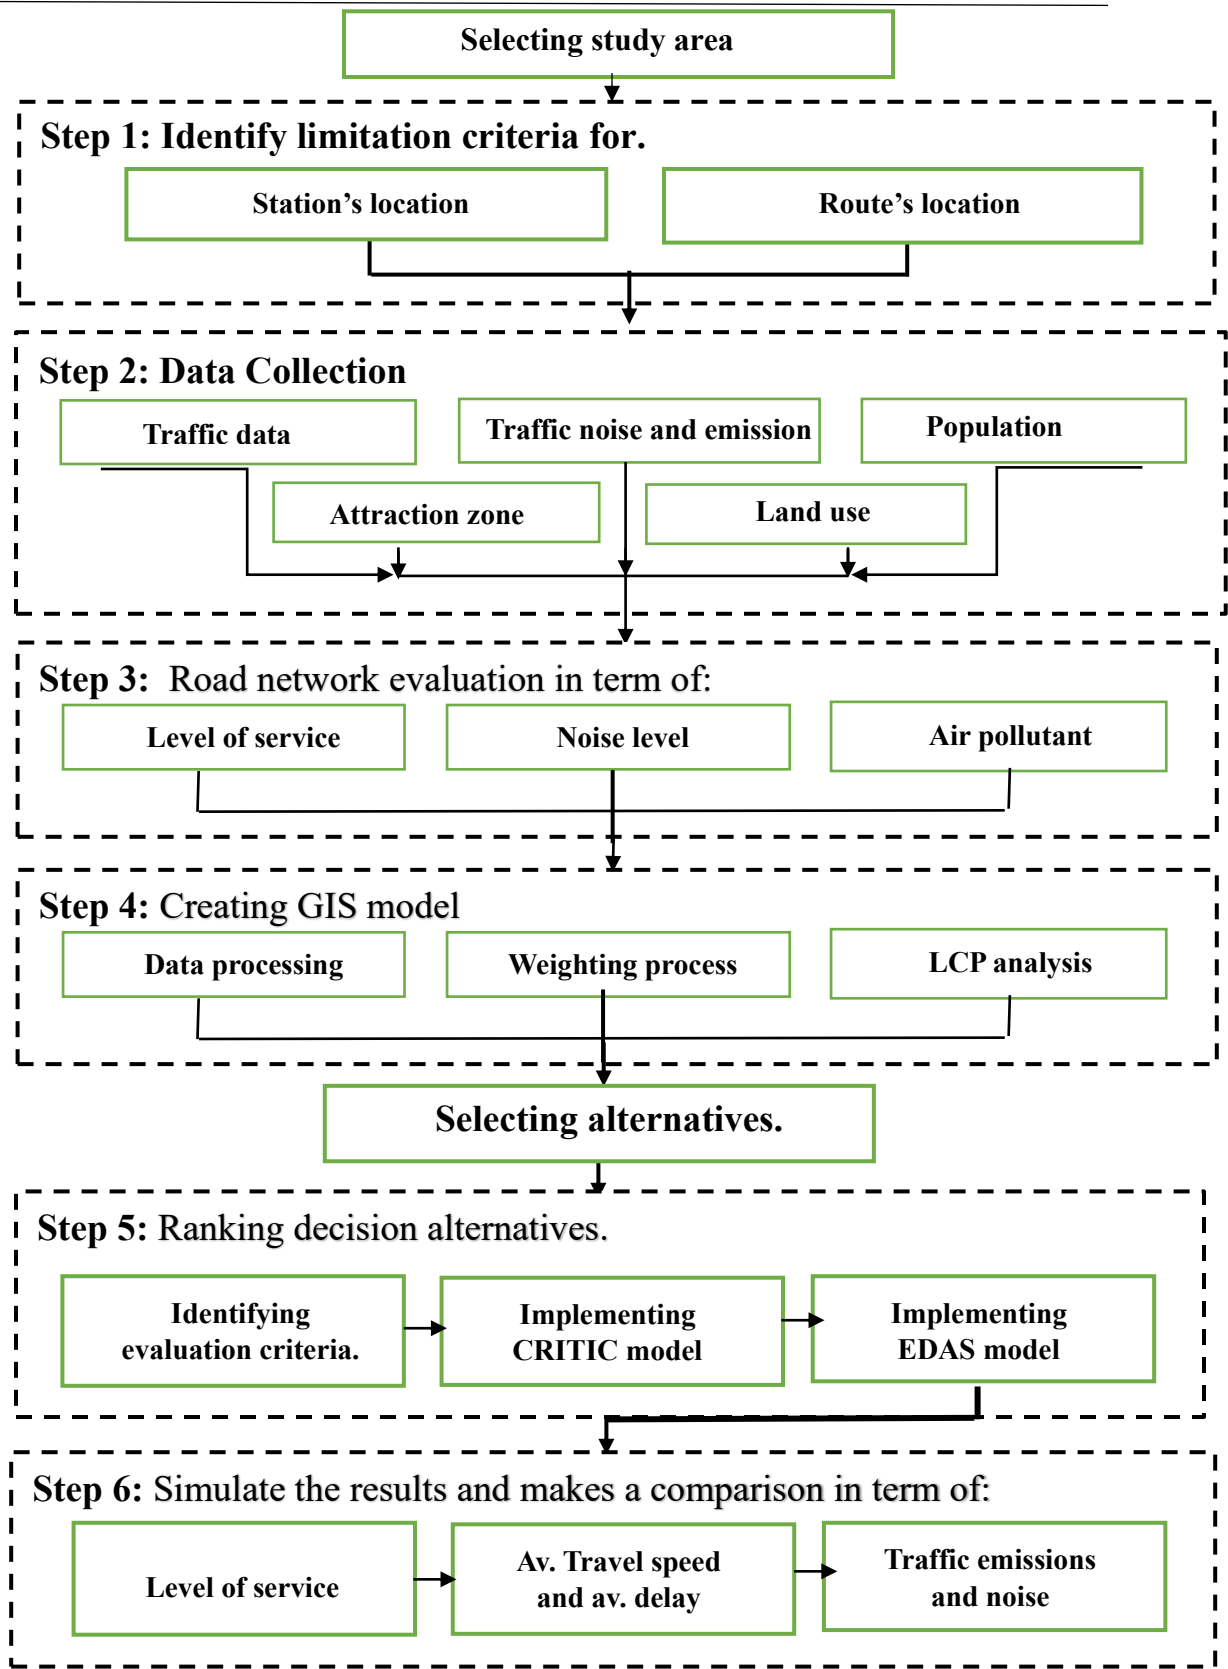 Selecting study area
Step 1: Identify limitation criteria for.
Station's location
Route's location
Step 2: Data Collection
Traffic data
Traffic noise and emission
Population
Attraction zone
Land use
Step 3: Road network evaluation in term of:
Level of service
Noise level
Air pollutant
Step 4: Creating GIS model
Data processing
Weighting process
LCP analysis
Selecting alternatives.
Step 5: Ranking decision alternatives.
Identifying
evaluation criteria.
Implementing
CRITIC model
Implementing
EDAS model
Step 6: Simulate the results and makes a comparison in term of:
Level of service
Av. Travel speed
and av. delay
Traffic emissions
and noise